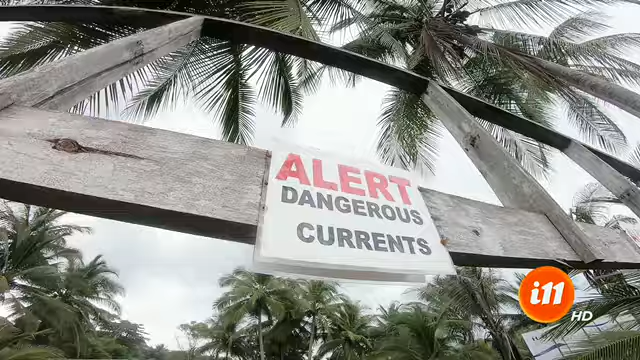 ALERT
DANGEROUS
CURRENTS
i11
HD